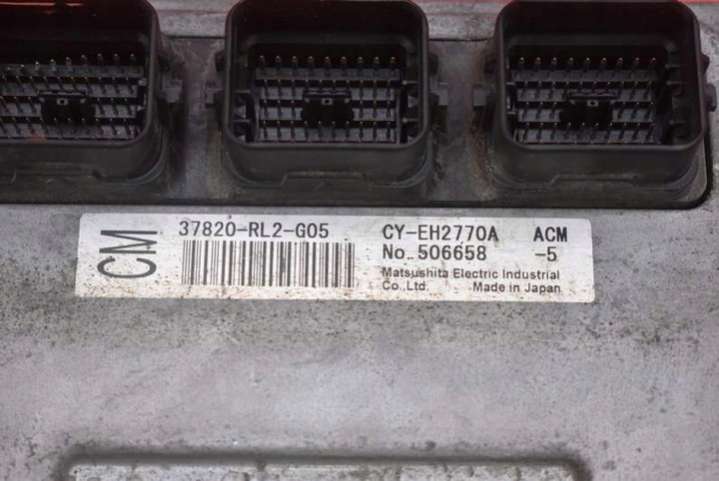 CM
37820-RL2-G05 CY-EH2770A ACM
No. 506658 -5
Matsushita Electric Industrial
Co.,Ltd. Made in Japan